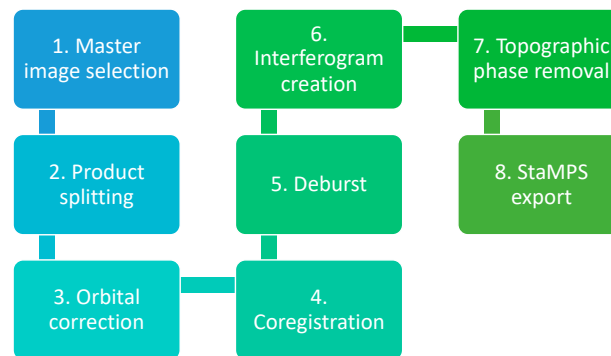 1. Master
image selection
2. Product
splitting
3. Orbital
correction
4.
Coregistration
5. Deburst
6.
Interferogram
creation
7. Topographic
phase removal
8. StaMPS
export